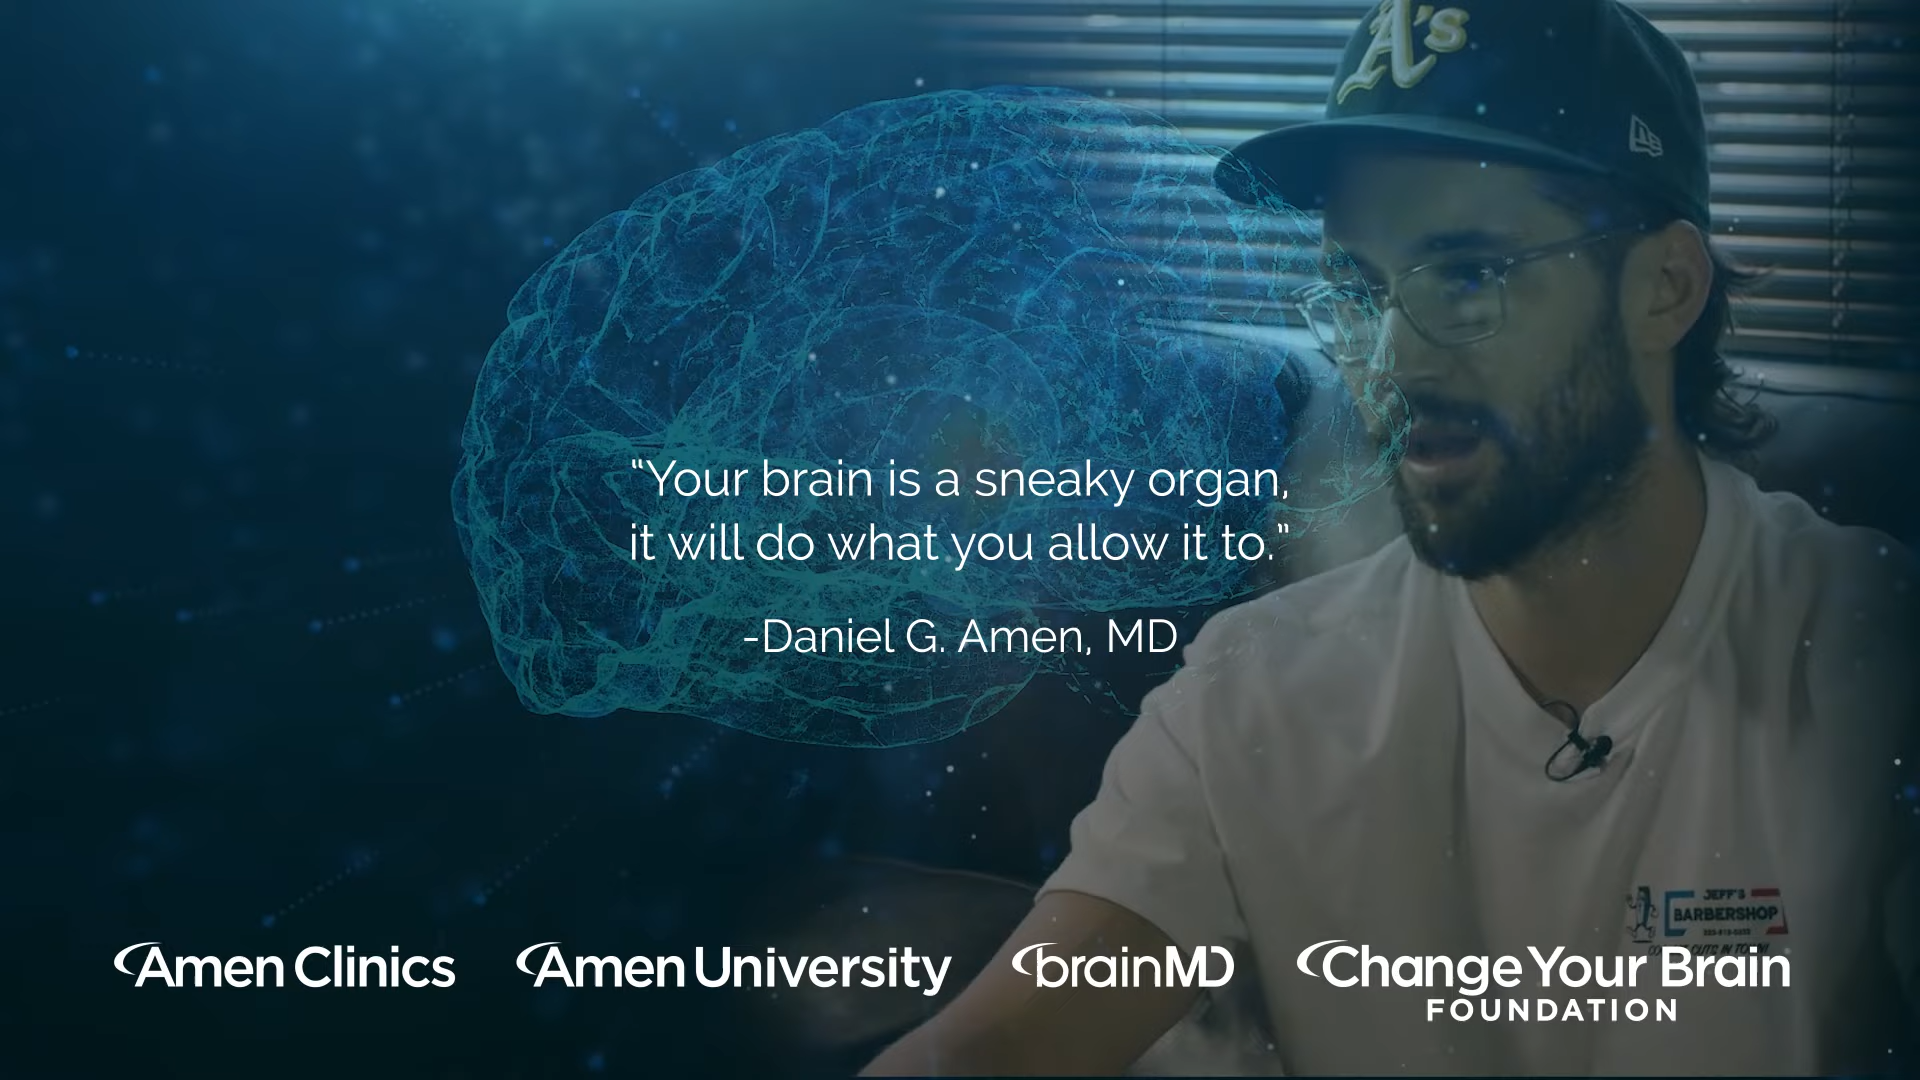 A's
“Your brain is a sneaky organ,
it will do what you allow it to.”
-Daniel G. Amen, MD
JEFF'S
BARBERSHOP
Amen Clinics
Amen University
brainMD
Change Your Brain
FOUNDATION